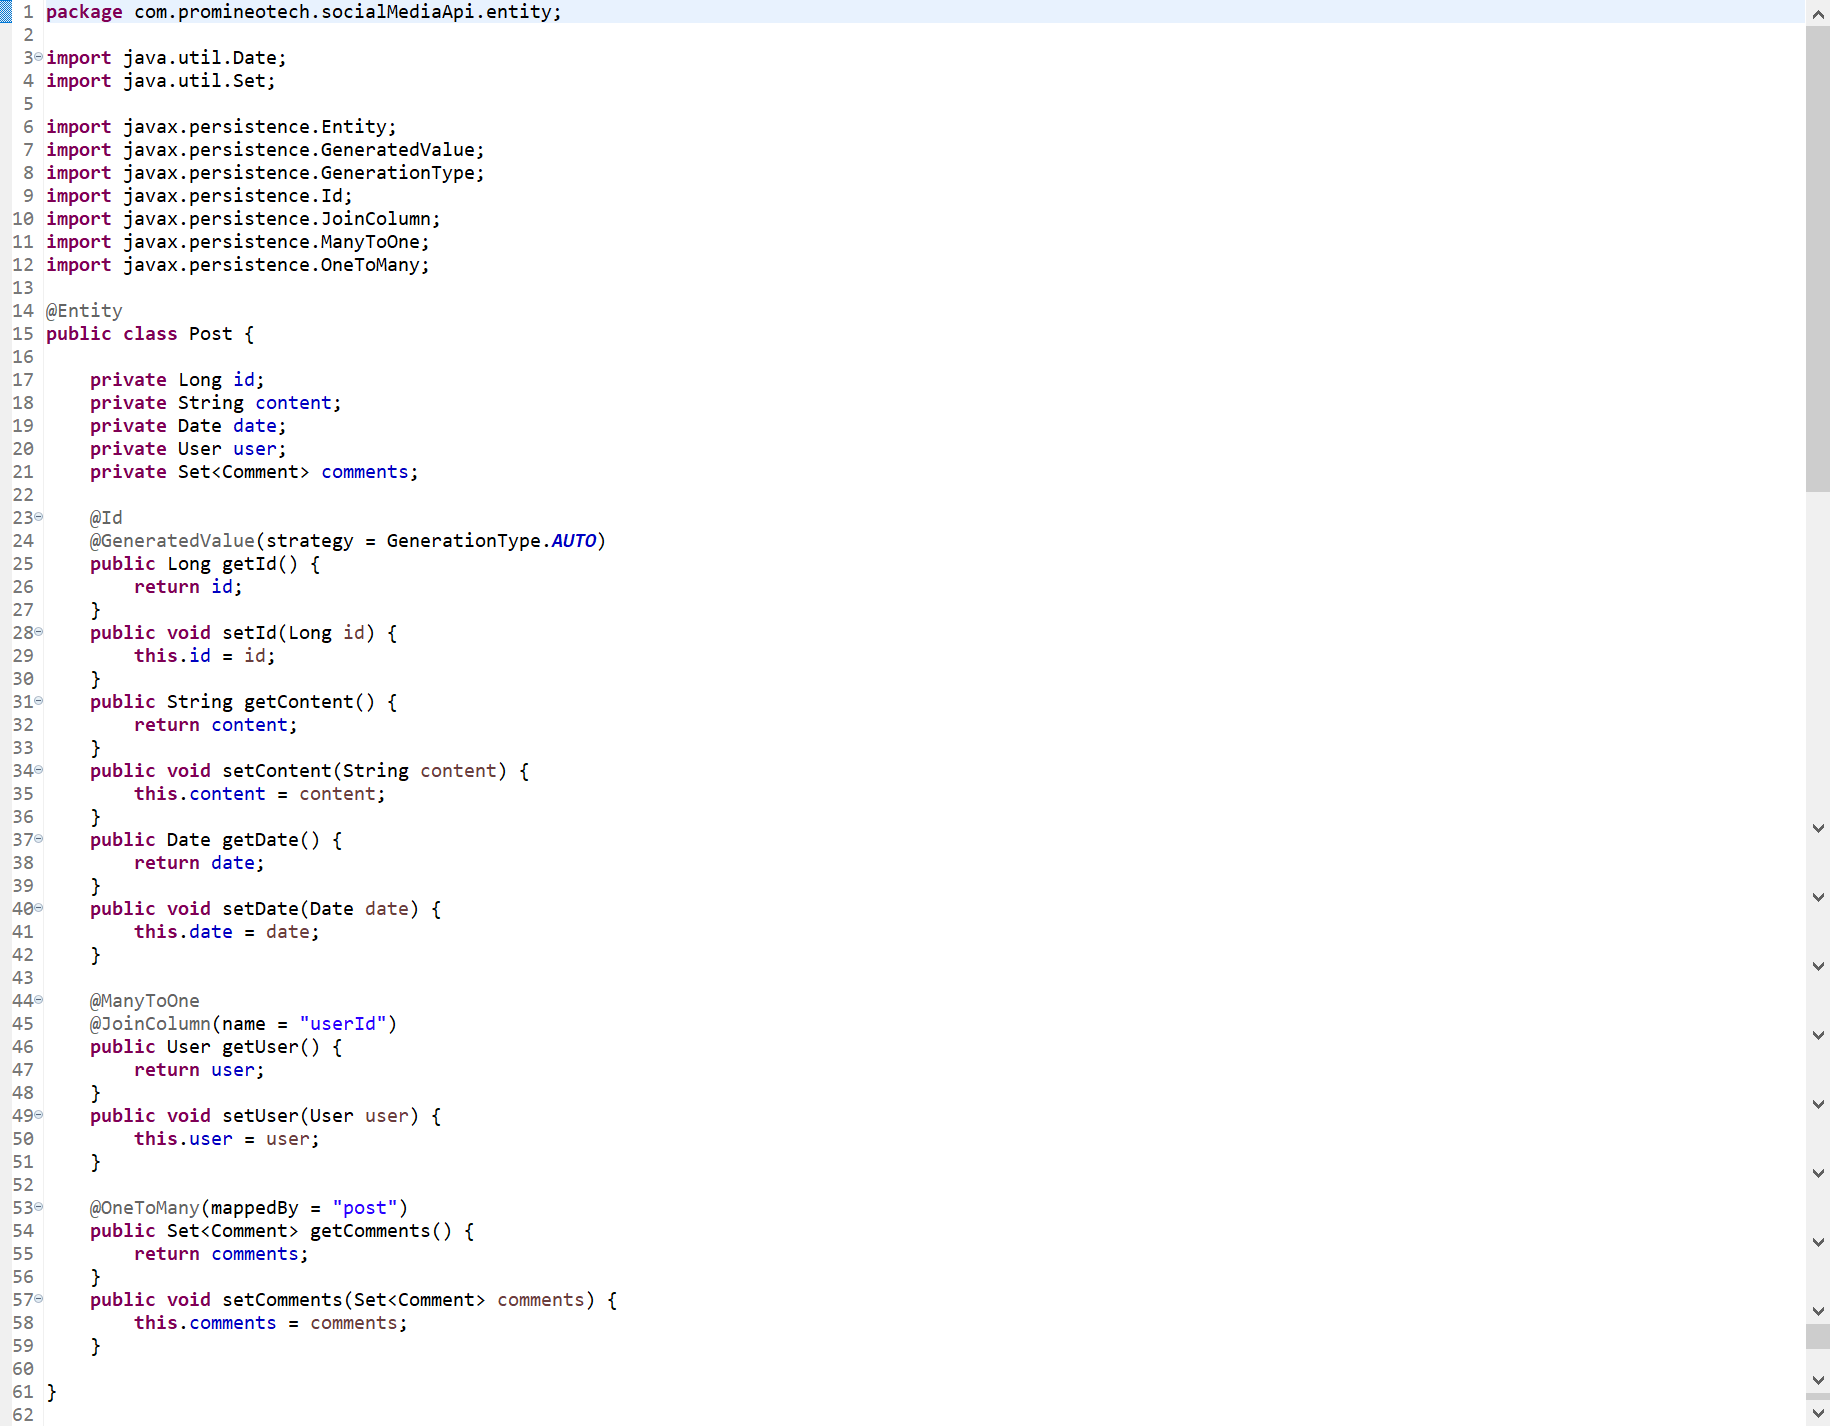 1 package com.promineotech.socialMediaApi.entity;
2
3 import java.util.Date;
4 import java.util.Set;
5
6 import javax.persistence.Entity;
7 import javax.persistence.GeneratedValue;
8 import javax.persistence.GenerationType;
9 import javax.persistence.Id;
10 import javax.persistence.JoinColumn;
11 import javax.persistence.ManyToOne;
12 import javax.persistence.OneToMany;
13
14 @Entity
15 public class Post {
16
17     private Long id;
18     private String content;
19     private Date date;
20     private User user;
21     private Set<Comment> comments;
22
23     @Id
24     @GeneratedValue(strategy = GenerationType.AUTO)
25     public Long getId() {
26         return id;
27     }
28     public void setId(Long id) {
29         this.id = id;
30     }
31     public String getContent() {
32         return content;
33     }
34     public void setContent(String content) {
35         this.content = content;
36     }
37     public Date getDate() {
38         return date;
39     }
40     public void setDate(Date date) {
41         this.date = date;
42     }
43
44     @ManyToOne
45     @JoinColumn(name = "userId")
46     public User getUser() {
47         return user;
48     }
49     public void setUser(User user) {
50         this.user = user;
51     }
52
53     @OneToMany(mappedBy = "post")
54     public Set<Comment> getComments() {
55         return comments;
56     }
57     public void setComments(Set<Comment> comments) {
58         this.comments = comments;
59     }
60
61 }
62